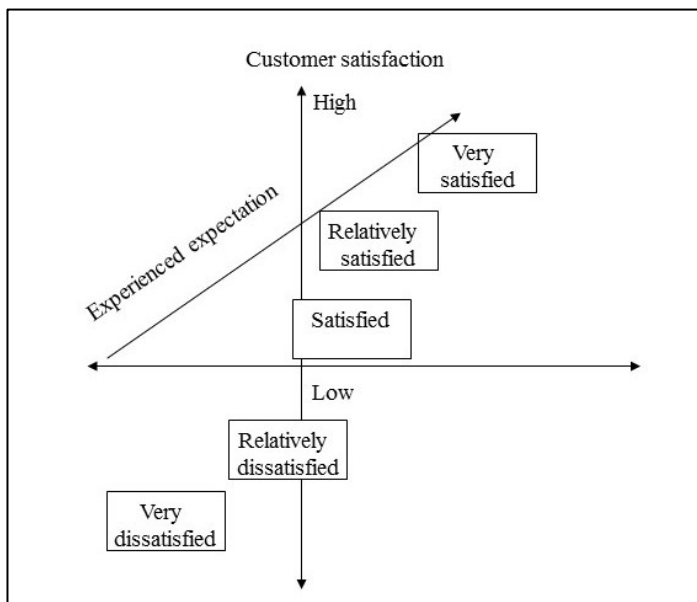 Customer satisfaction
High
Very
satisfied
Experienced expectation
Relatively
satisfied
Satisfied
Low
Relatively
dissatisfied
Very
dissatisfied